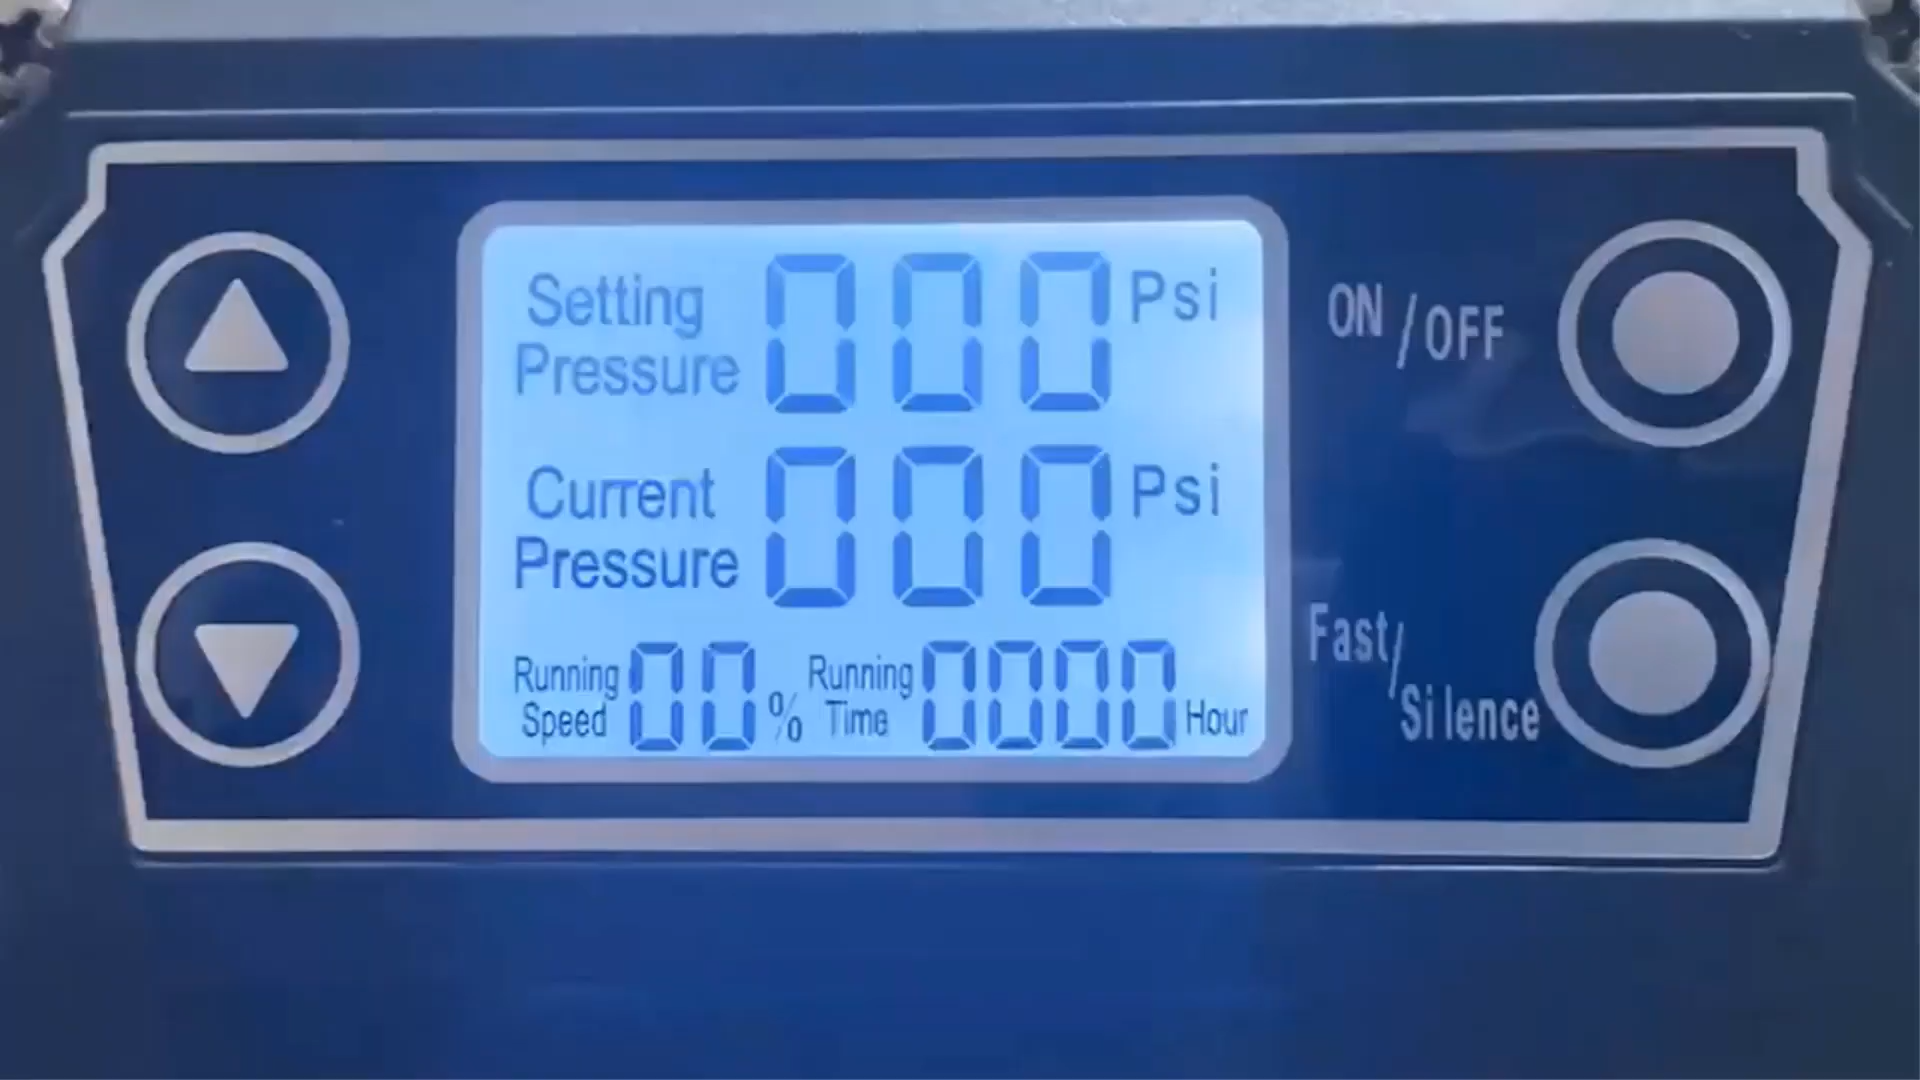 Setting
Pressure
000 Psi
Current
Pressure
000 Psi
Running
Speed
00 %
Running
Time
0000 Hour
ON/OFF
Fast/
Silence